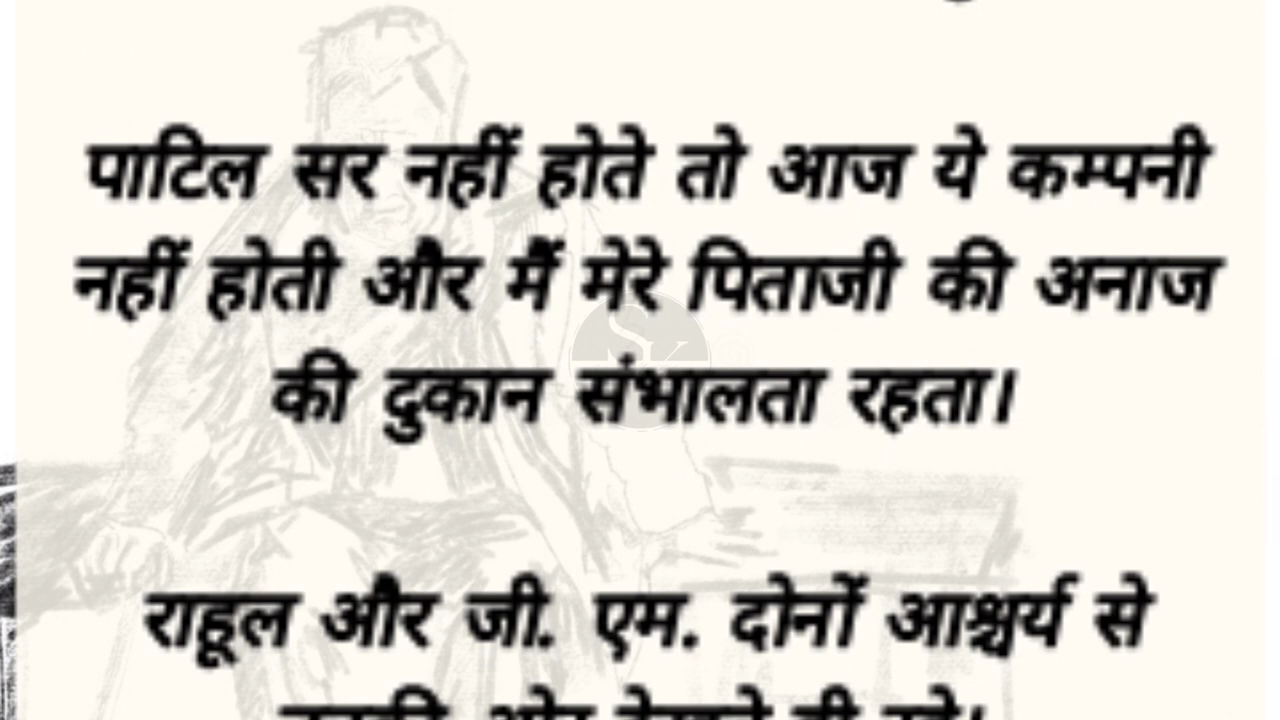 पाटिल सर नहीं होते तो आज ये कम्पनी
नहीं होती और मैं मेरे पिताजी की अनाज
की दुकान संभालता रहता।
राहूल और जी. एम. दोनों आश्चर्य से